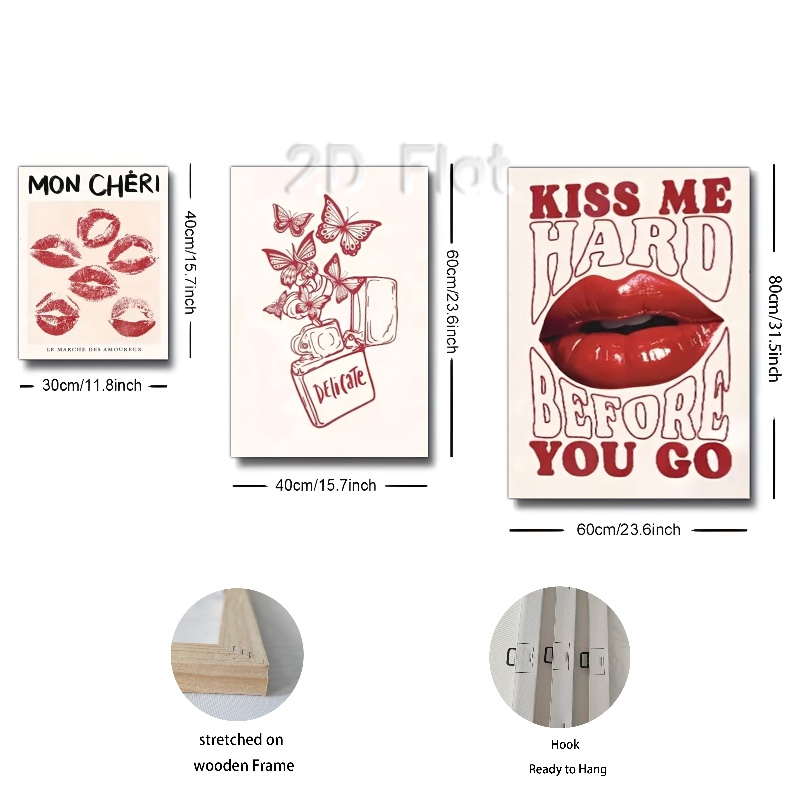 2D Flat
MON CHÉRI
LE MARCHÉ DES AMOUREUX
40cm/15.7inch
30cm/11.8inch
DELiCATE
60cm/23.6inch
40cm/15.7inch
KISS ME
HARD
BEFORE
YOU GO
80cm/31.5inch
60cm/23.6inch
stretched on
wooden Frame
Hook
Ready to Hang